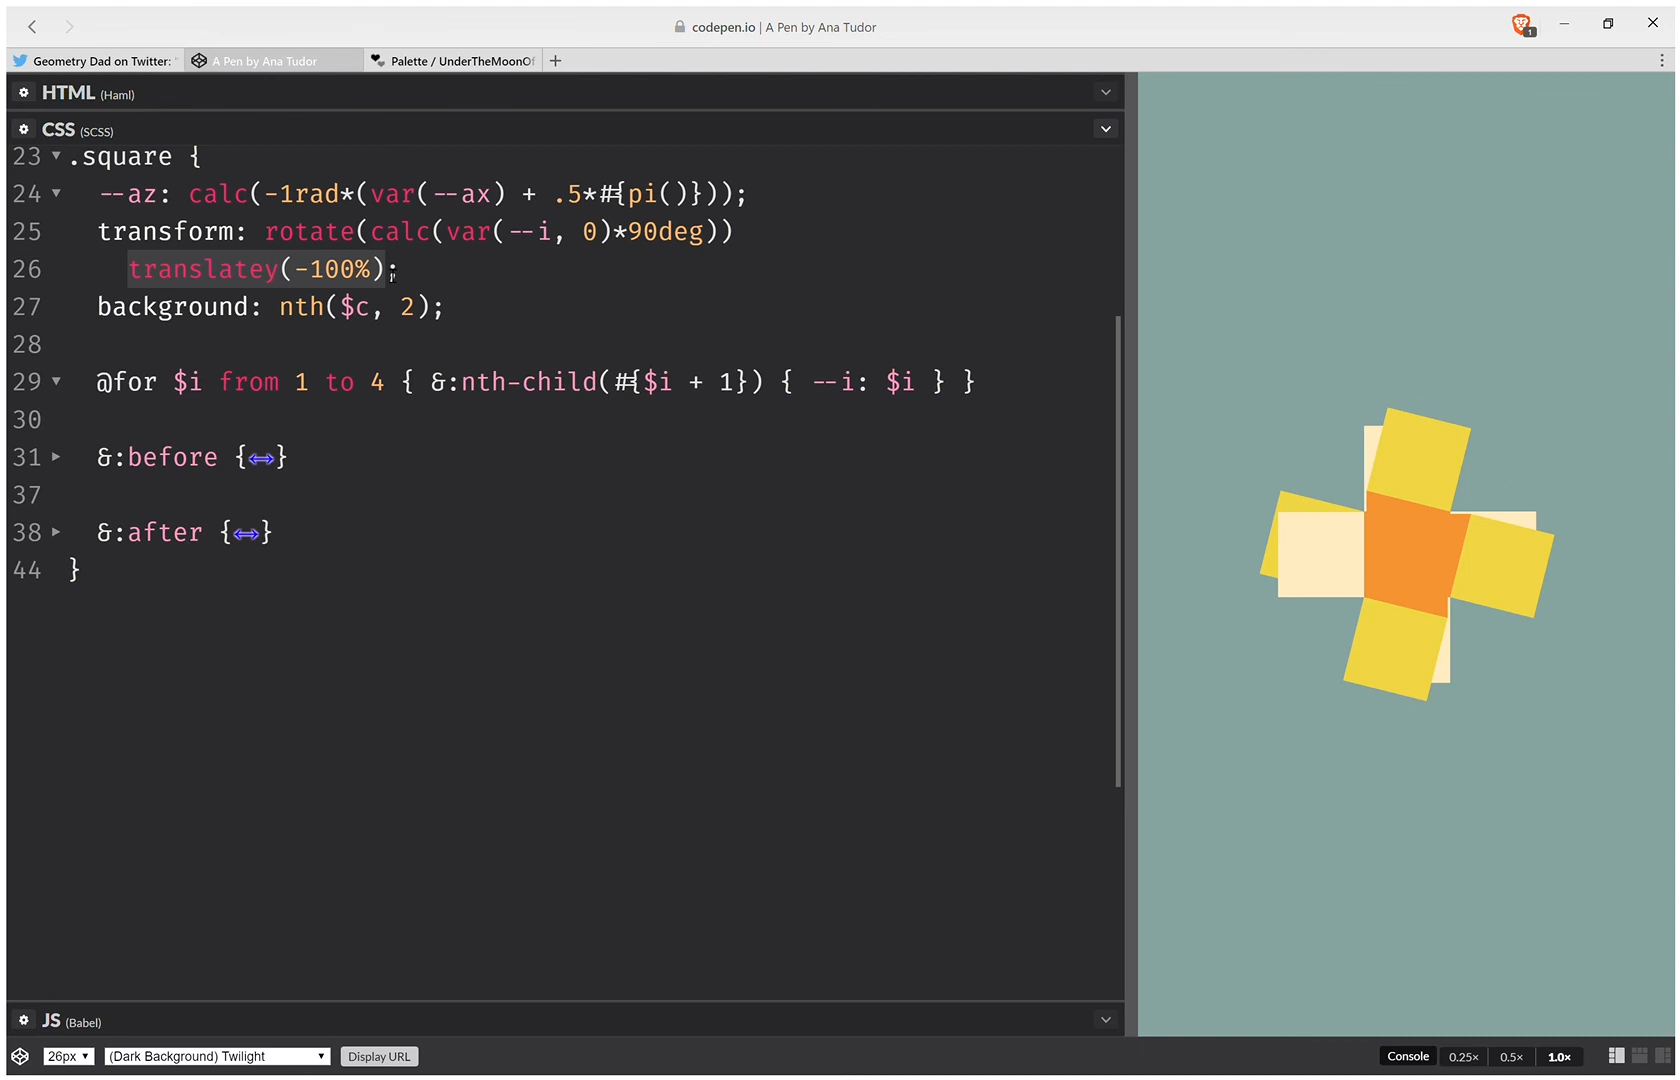 codepen.io | A Pen by Ana Tudor
1
Geometry Dad on Twitter:
A Pen by Ana Tudor
Palette / UnderTheMoonOf
HTML (Haml)
CSS (SCSS)
23 .square {
24 --az: calc(-1rad*(var(--ax) + .5*#{pi()}));
25 transform: rotate(calc(var(--i, 0)*90deg))
26 translatey(-100%);
27 background: nth($c, 2);
28
29 @for $i from 1 to 4 { &:nth-child(#{$i + 1}) { --i: $i } }
30
31 &:before {↔}
37
38 &:after {↔}
44 }
JS (Babel)
26px
(Dark Background) Twilight
Display URL
Console
0.25×
0.5×
1.0×